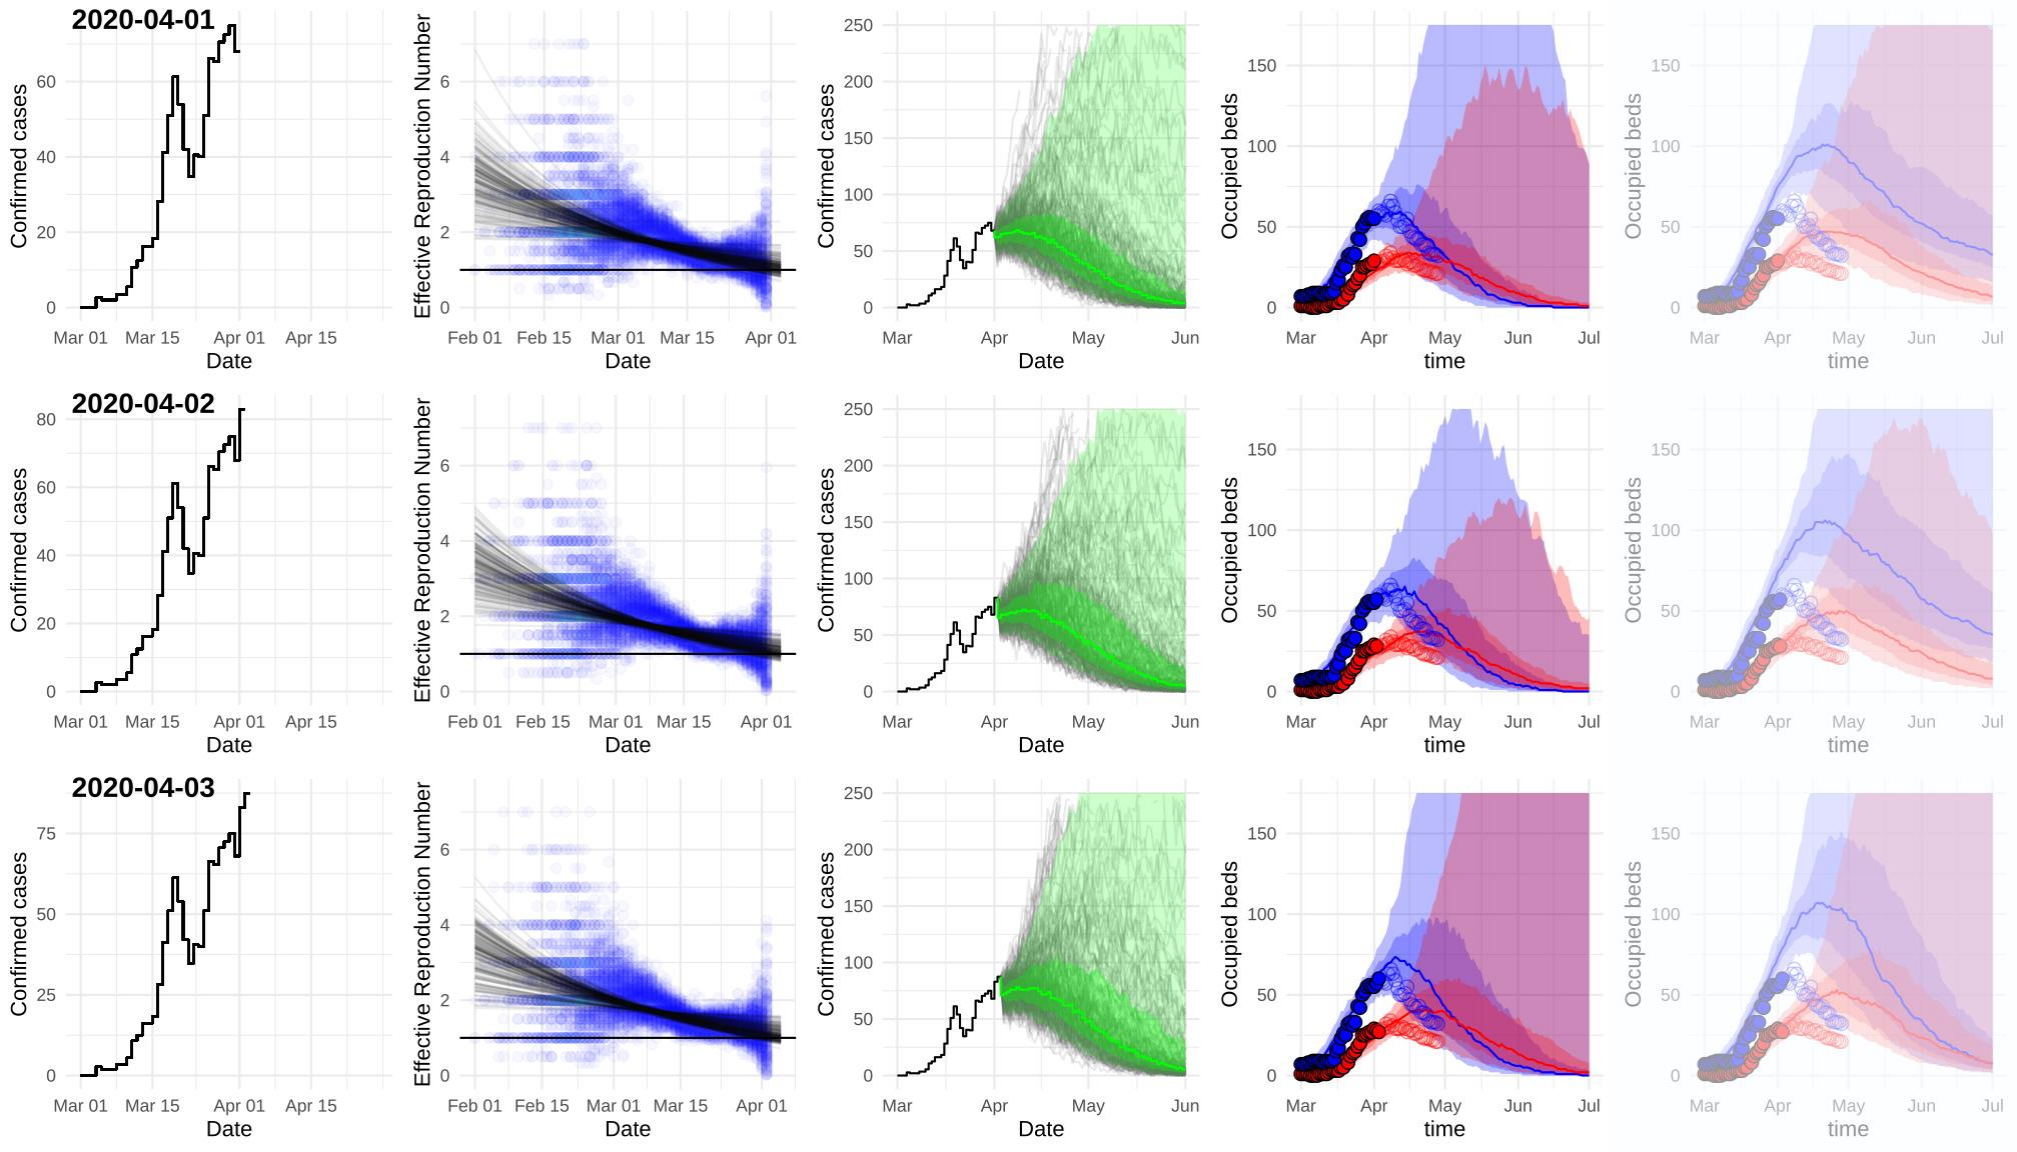 2020-04-01
Confirmed cases
60
40
20
0
Mar 01 Mar 15 Apr 01 Apr 15
Date
Effective Reproduction Number
6
4
2
0
Feb 01 Feb 15 Mar 01 Mar 15 Apr 01
Date
Confirmed cases
250
200
150
100
50
0
Mar Apr May Jun
Date
Occupied beds
150
100
50
0
Mar Apr May Jun Jul
time
Occupied beds
150
100
50
0
Mar Apr May Jun Jul
time
2020-04-02
Confirmed cases
80
60
40
20
0
Mar 01 Mar 15 Apr 01 Apr 15
Date
Effective Reproduction Number
6
4
2
0
Feb 01 Feb 15 Mar 01 Mar 15 Apr 01
Date
Confirmed cases
250
200
150
100
50
0
Mar Apr May Jun
Date
Occupied beds
150
100
50
0
Mar Apr May Jun Jul
time
Occupied beds
150
100
50
0
Mar Apr May Jun Jul
time
2020-04-03
Confirmed cases
75
50
25
0
Mar 01 Mar 15 Apr 01 Apr 15
Date
Effective Reproduction Number
6
4
2
0
Feb 01 Feb 15 Mar 01 Mar 15 Apr 01
Date
Confirmed cases
250
200
150
100
50
0
Mar Apr May Jun
Date
Occupied beds
150
100
50
0
Mar Apr May Jun Jul
time
Occupied beds
150
100
50
0
Mar Apr May Jun Jul
time